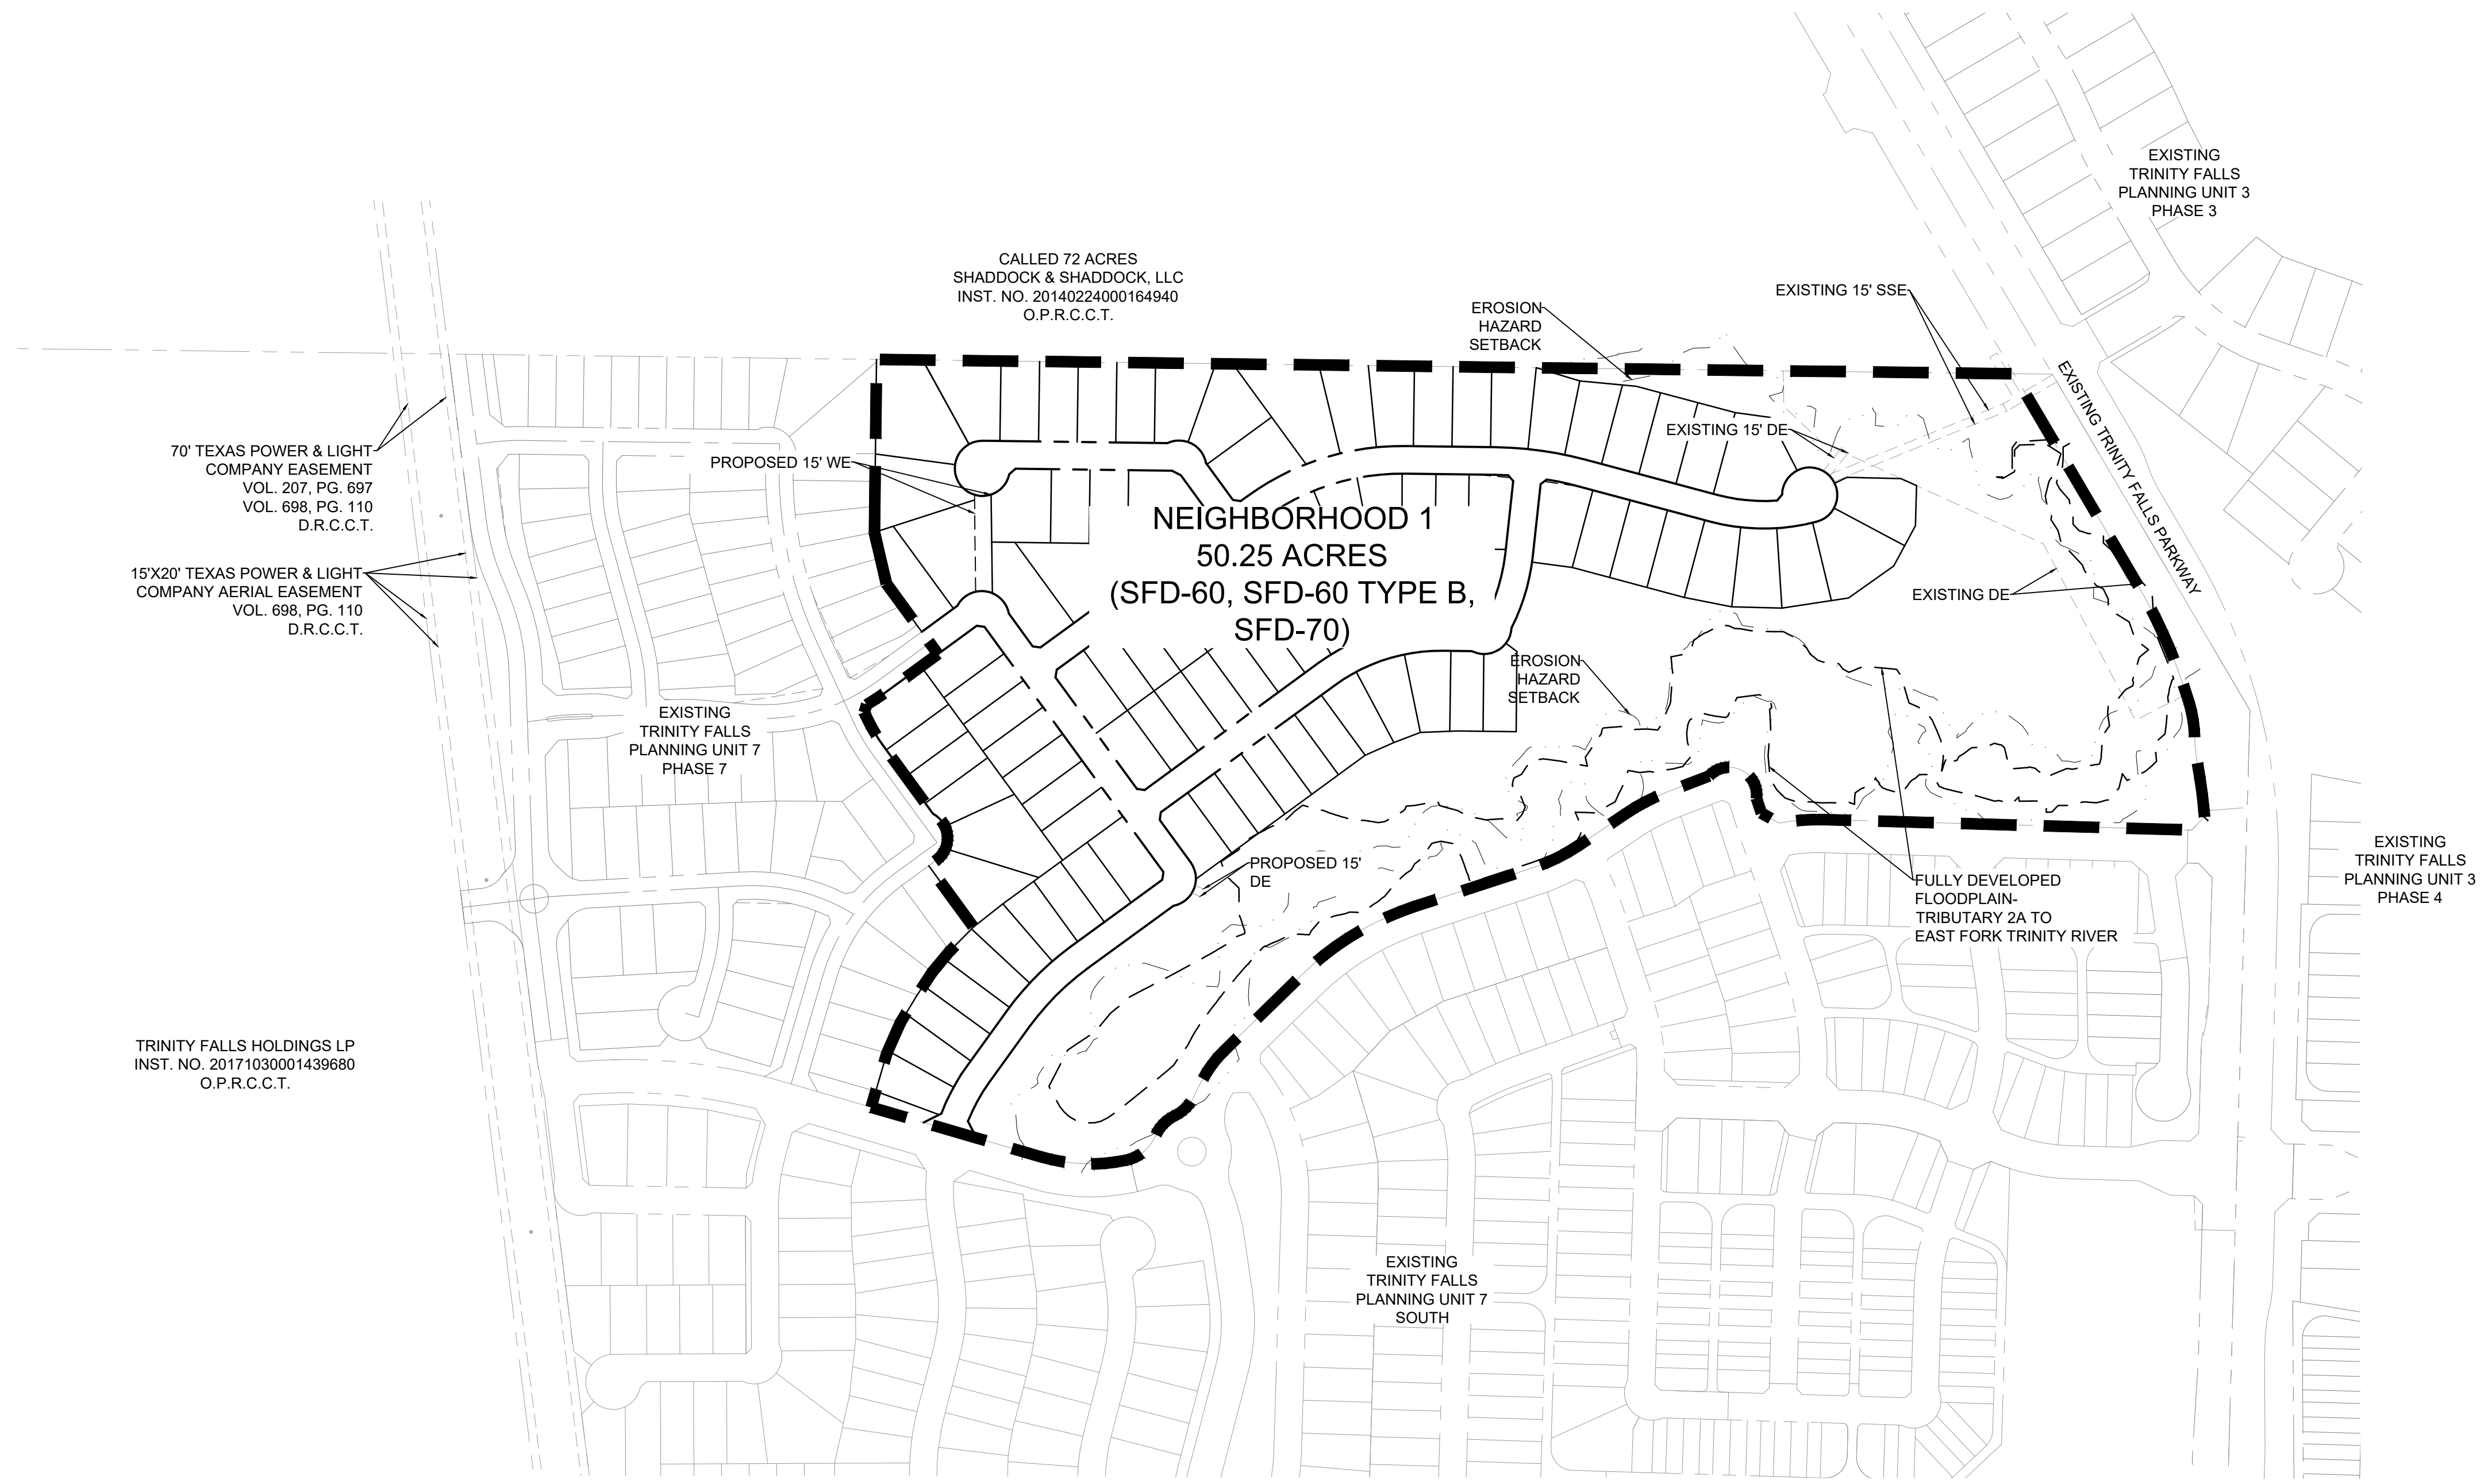 EXISTING
TRINITY FALLS
PLANNING UNIT 3
PHASE 3
CALLED 72 ACRES
SHADDOCK & SHADDOCK, LLC
INST. NO. 20140224000164940
O.P.R.C.C.T.
EROSION
HAZARD
SETBACK
EXISTING 15' SSE
EXISTING TRINITY FALLS PARKWAY
70' TEXAS POWER & LIGHT
COMPANY EASEMENT
VOL. 207, PG. 697
VOL. 698, PG. 110
D.R.C.C.T.
PROPOSED 15' WE
EXISTING 15' DE
NEIGHBORHOOD 1
50.25 ACRES
(SFD-60, SFD-60 TYPE B,
SFD-70)
15'X20' TEXAS POWER & LIGHT
COMPANY AERIAL EASEMENT
VOL. 698, PG. 110
D.R.C.C.T.
EXISTING DE
EROSION
HAZARD
SETBACK
EXISTING
TRINITY FALLS
PLANNING UNIT 7
PHASE 7
PROPOSED 15'
DE
FULLY DEVELOPED
FLOODPLAIN-
TRIBUTARY 2A TO
EAST FORK TRINITY RIVER
EXISTING
TRINITY FALLS
PLANNING UNIT 3
PHASE 4
TRINITY FALLS HOLDINGS LP
INST. NO. 20171030001439680
O.P.R.C.C.T.
EXISTING
TRINITY FALLS
PLANNING UNIT 7
SOUTH